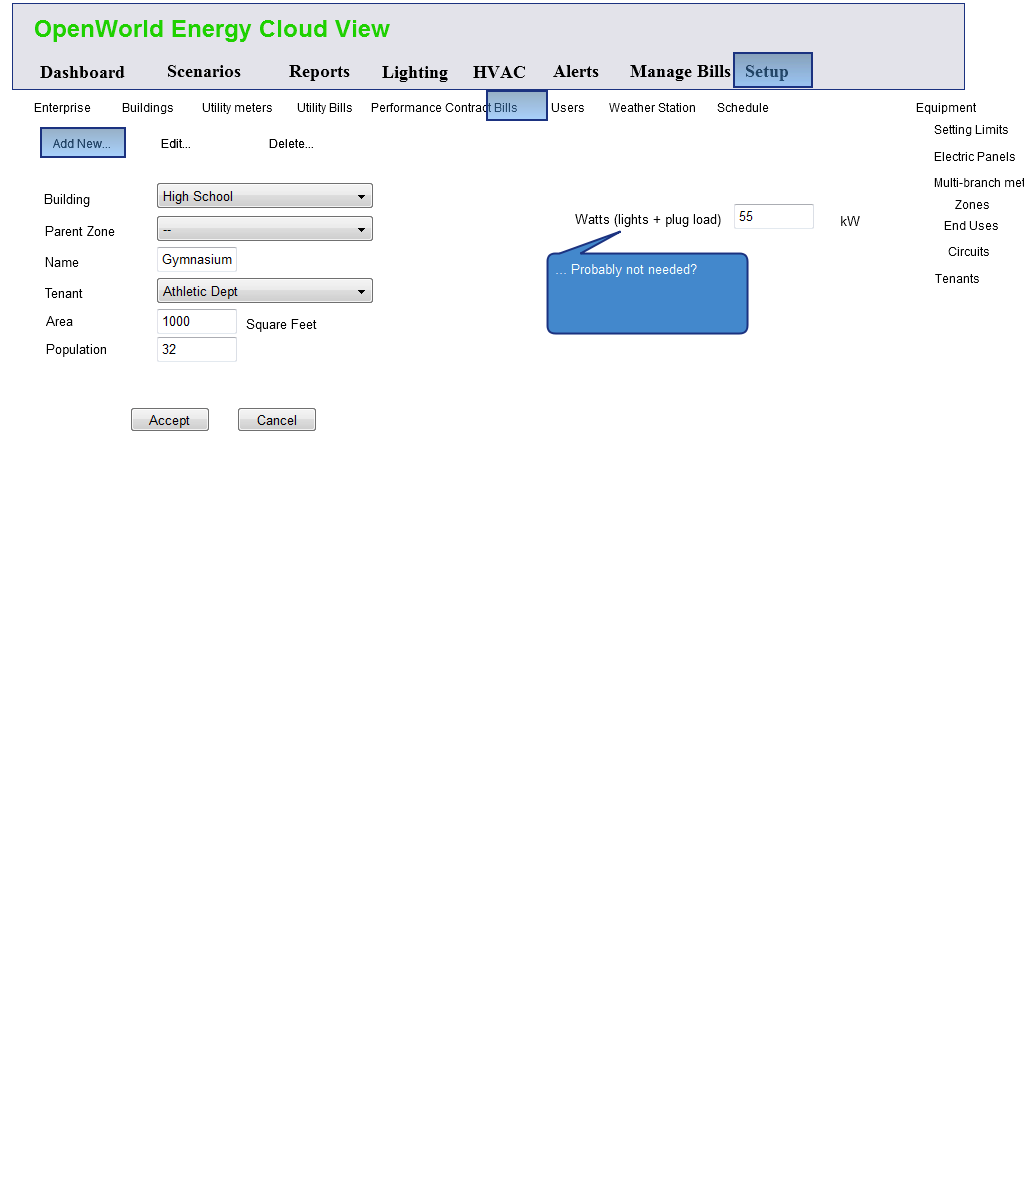 OpenWorld Energy Cloud View
Dashboard Scenarios Reports Lighting HVAC Alerts Manage Bills Setup
Enterprise Buildings Utility meters Utility Bills Performance Contract Bills Users Weather Station Schedule Equipment
Setting Limits
Add New... Edit... Delete...
Electric Panels
Multi-branch met
Zones
End Uses
Circuits
Tenants
Building High School
Parent Zone --
Name Gymnasium
Tenant Athletic Dept
Area 1000 Square Feet
Population 32
Watts (lights + plug load) 55 kW
... Probably not needed?
Accept Cancel